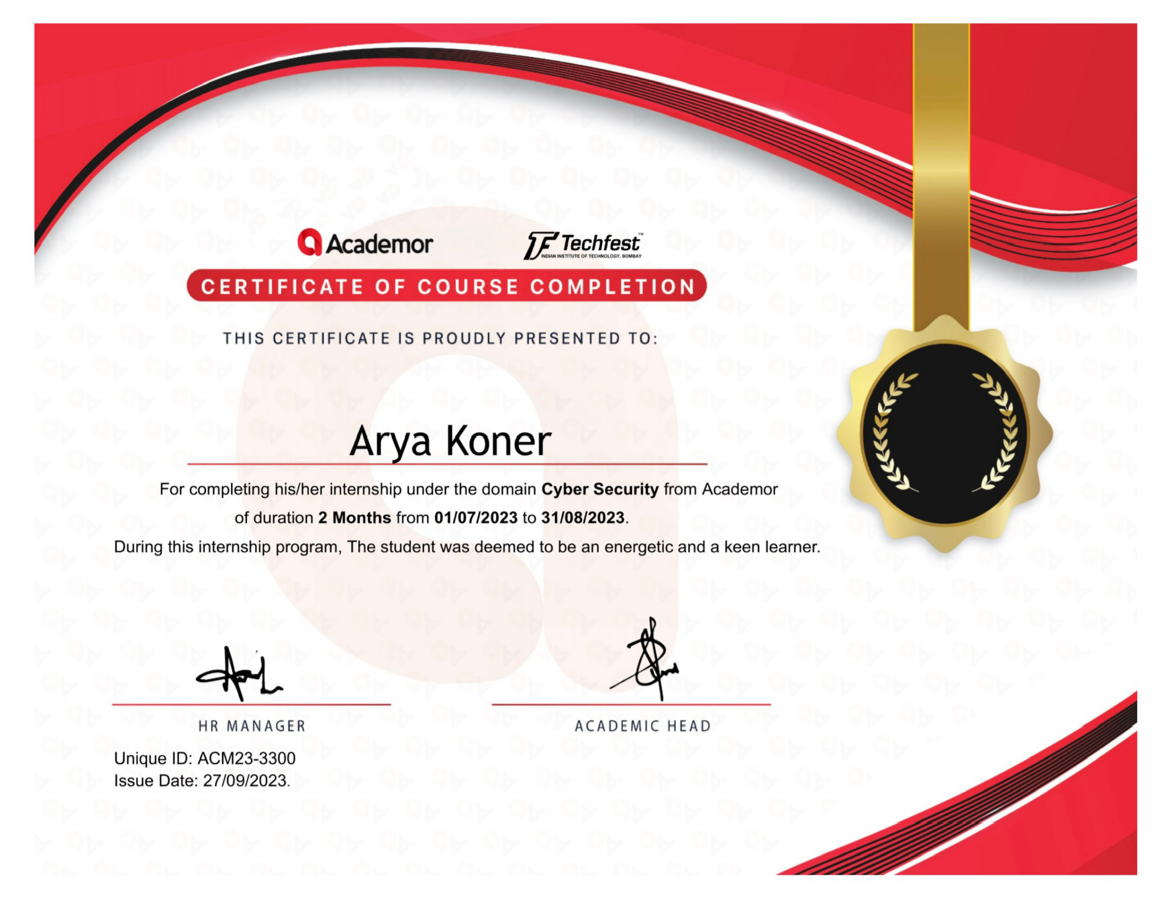 Academor
Techfest™
INDIAN INSTITUTE OF TECHNOLOGY, BOMBAY
CERTIFICATE OF COURSE COMPLETION
THIS CERTIFICATE IS PROUDLY PRESENTED TO:
Arya Koner
For completing his/her internship under the domain Cyber Security from Academor
of duration 2 Months from 01/07/2023 to 31/08/2023.
During this internship program, The student was deemed to be an energetic and a keen learner.
HR MANAGER
ACADEMIC HEAD
Unique ID: ACM23-3300
Issue Date: 27/09/2023.